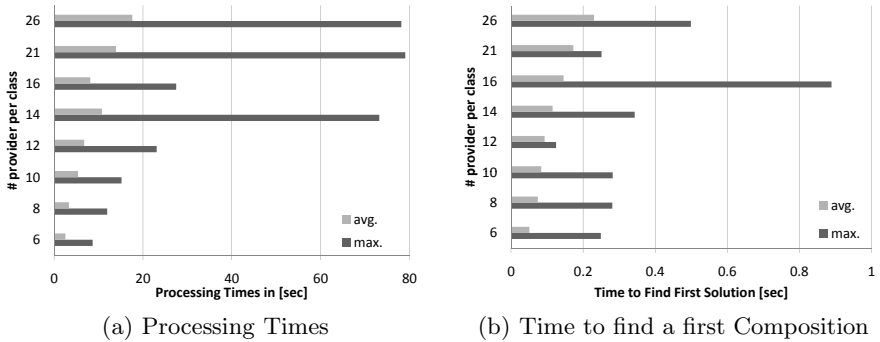 # provider per class
26
21
16
14
12
10
8
6
avg.
max.
0 20 40 60 80
Processing Times in [sec]
(a) Processing Times
# provider per class
26
21
16
14
12
10
8
6
avg.
max.
0 0.2 0.4 0.6 0.8 1
Time to Find First Solution [sec]
(b) Time to find a first Composition